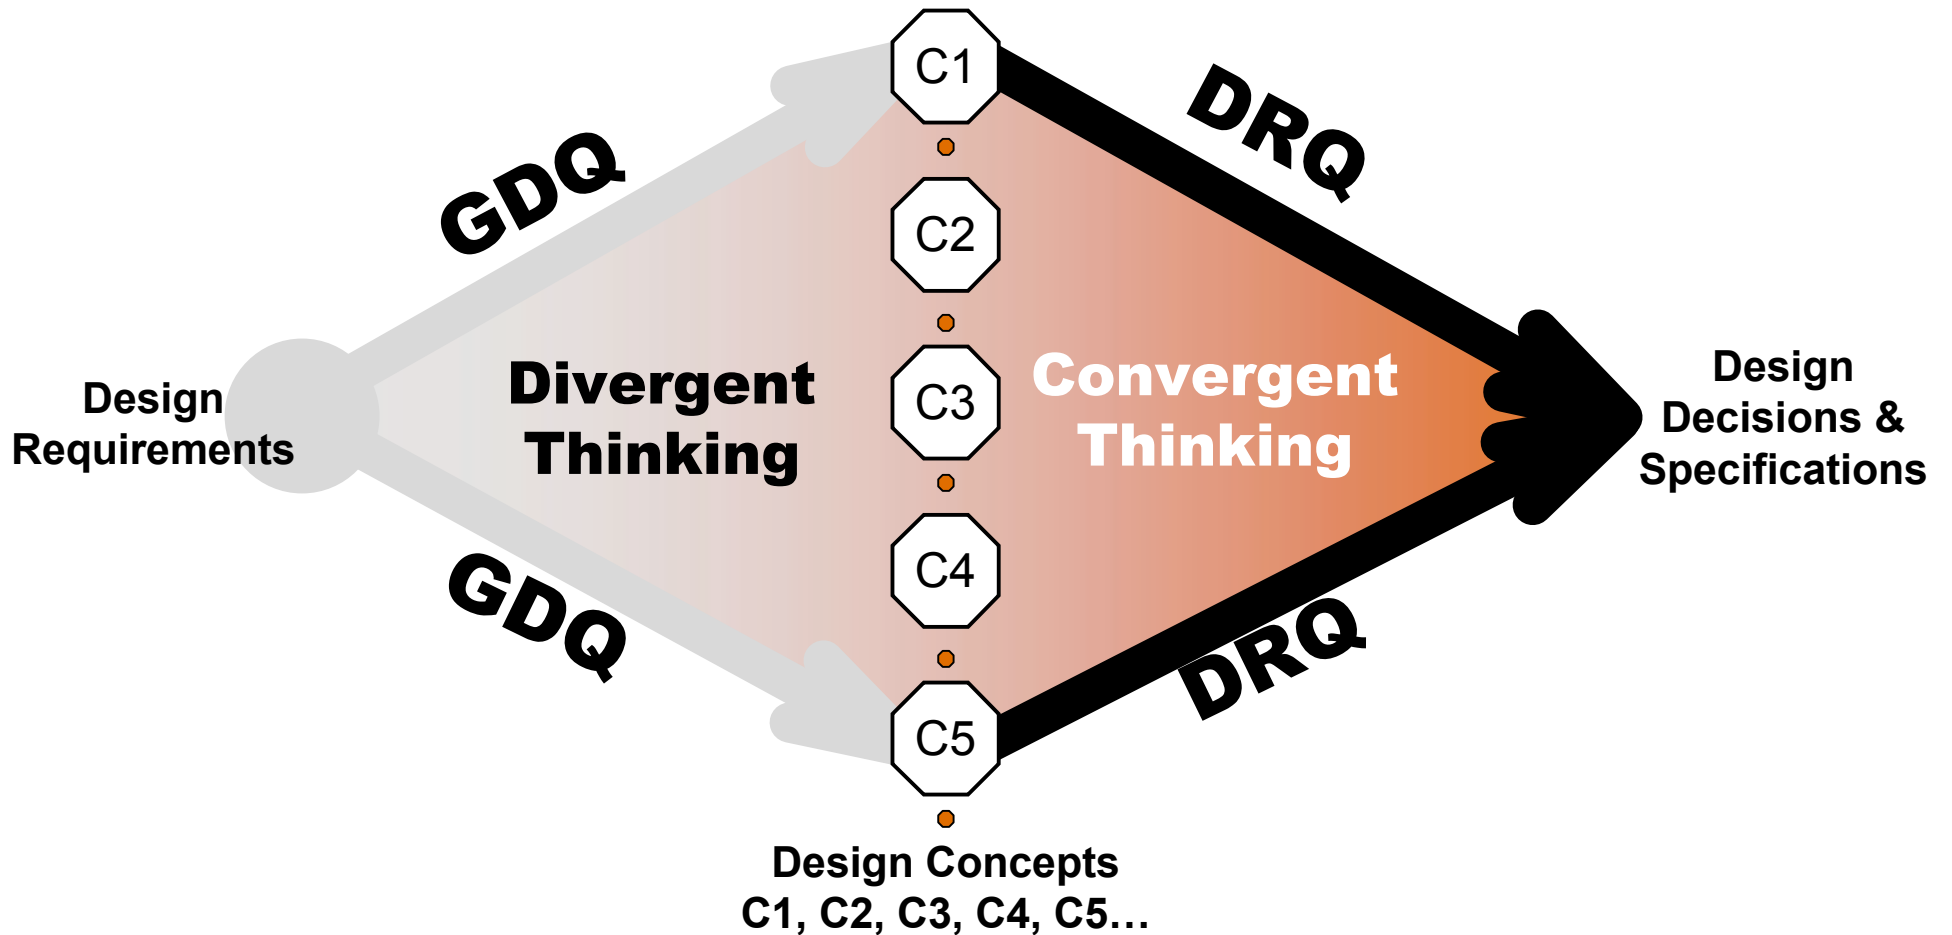 C1
DRQ
GDQ
C2
Design
Requirements
Divergent
Thinking
C3
Convergent
Thinking
Design
Decisions &
Specifications
C4
GDQ
DRQ
C5
Design Concepts
C1, C2, C3, C4, C5...